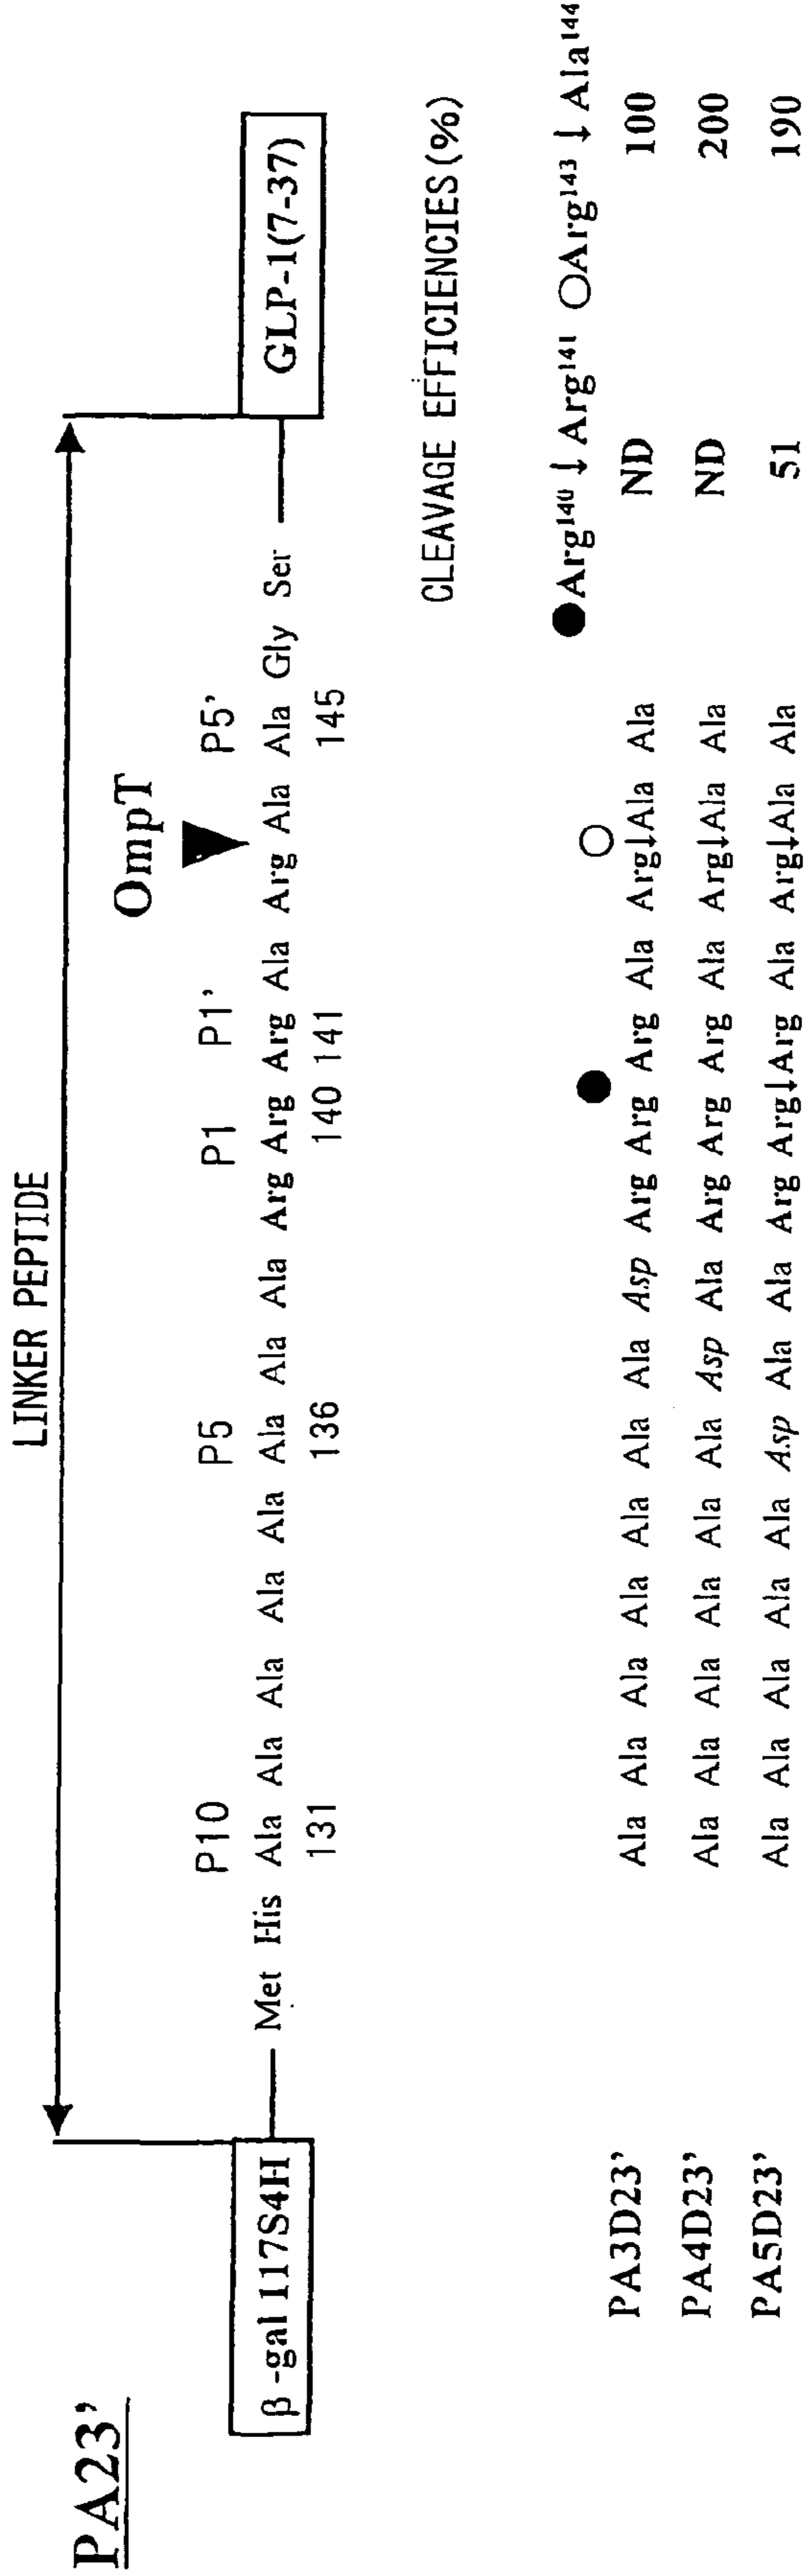 PA23'
LINKER PEPTIDE
OmpT
P10 P5 P1 P1' P5'
β-gal 117S4H Met His Ala Ala Ala Ala Ala Ala Ala Ala Arg Arg Arg Ala Arg Ala Ala Gly Ser GLP-1(7-37)
131 136 140 141 145
CLEAVAGE EFFICIENCIES(%)
●Arg140↓Arg141 ○Arg143↓Ala144
PA3D23' Ala Ala Ala Ala Ala Ala Ala Asp Arg Arg Arg Ala Arg↓Ala Ala ND 100
PA4D23' Ala Ala Ala Ala Ala Ala Asp Ala Arg Arg Arg Ala Arg↓Ala Ala ND 200
PA5D23' Ala Ala Ala Ala Ala Asp Ala Ala Arg Arg↓Arg Ala Arg↓Ala Ala 51 190